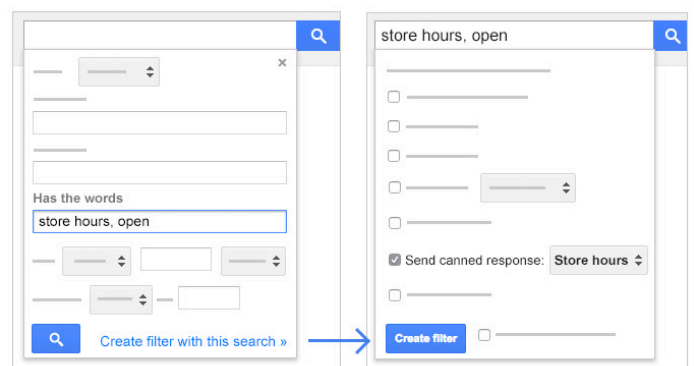 Has the words
store hours, open
Create filter with this search »
store hours, open
Send canned response: Store hours
Create filter